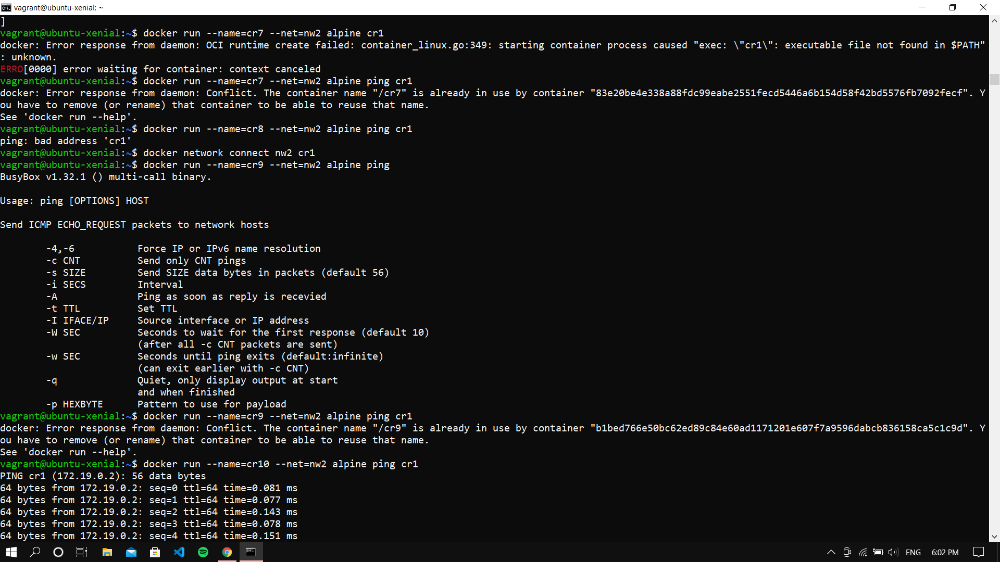 vagrant@ubuntu-xenial: ~
]
vagrant@ubuntu-xenial:~$ docker run --name=cr7 --net=nw2 alpine cr1
docker: Error response from daemon: OCI runtime create failed: container_linux.go:349: starting container process caused "exec: \"cr1\": executable file not found in $PATH"
: unknown.
ERRO[0000] error waiting for container: context canceled
vagrant@ubuntu-xenial:~$ docker run --name=cr7 --net=nw2 alpine ping cr1
docker: Error response from daemon: Conflict. The container name "/cr7" is already in use by container "83e20be4e338a88fdc99eabe2551fecd5446a6b154d58f42bd5576fb7092fecf". Y
ou have to remove (or rename) that container to be able to reuse that name.
See 'docker run --help'.
vagrant@ubuntu-xenial:~$ docker run --name=cr8 --net=nw2 alpine ping cr1
ping: bad address 'cr1'
vagrant@ubuntu-xenial:~$ docker network connect nw2 cr1
vagrant@ubuntu-xenial:~$ docker run --name=cr9 --net=nw2 alpine ping
BusyBox v1.32.1 () multi-call binary.
Usage: ping [OPTIONS] HOST
Send ICMP ECHO_REQUEST packets to network hosts
-4,-6 Force IP or IPv6 name resolution
-c CNT Send only CNT pings
-s SIZE Send SIZE data bytes in packets (default 56)
-i SECS Interval
-A Ping as soon as reply is recevied
-t TTL Set TTL
-I IFACE/IP Source interface or IP address
-W SEC Seconds to wait for the first response (default 10)
(after all -c CNT packets are sent)
-w SEC Seconds until ping exits (default:infinite)
(can exit earlier with -c CNT)
-q Quiet, only display output at start
and when finished
-p HEXBYTE Pattern to use for payload
vagrant@ubuntu-xenial:~$ docker run --name=cr9 --net=nw2 alpine ping cr1
docker: Error response from daemon: Conflict. The container name "/cr9" is already in use by container "b1bed766e50bc62ed89c84e60ad1171201e607f7a9596dabcb836158ca5c1c9d". Y
ou have to remove (or rename) that container to be able to reuse that name.
See 'docker run --help'.
vagrant@ubuntu-xenial:~$ docker run --name=cr10 --net=nw2 alpine ping cr1
PING cr1 (172.19.0.2): 56 data bytes
64 bytes from 172.19.0.2: seq=0 ttl=64 time=0.081 ms
64 bytes from 172.19.0.2: seq=1 ttl=64 time=0.077 ms
64 bytes from 172.19.0.2: seq=2 ttl=64 time=0.143 ms
64 bytes from 172.19.0.2: seq=3 ttl=64 time=0.078 ms
64 bytes from 172.19.0.2: seq=4 ttl=64 time=0.151 ms
ENG 6:02 PM